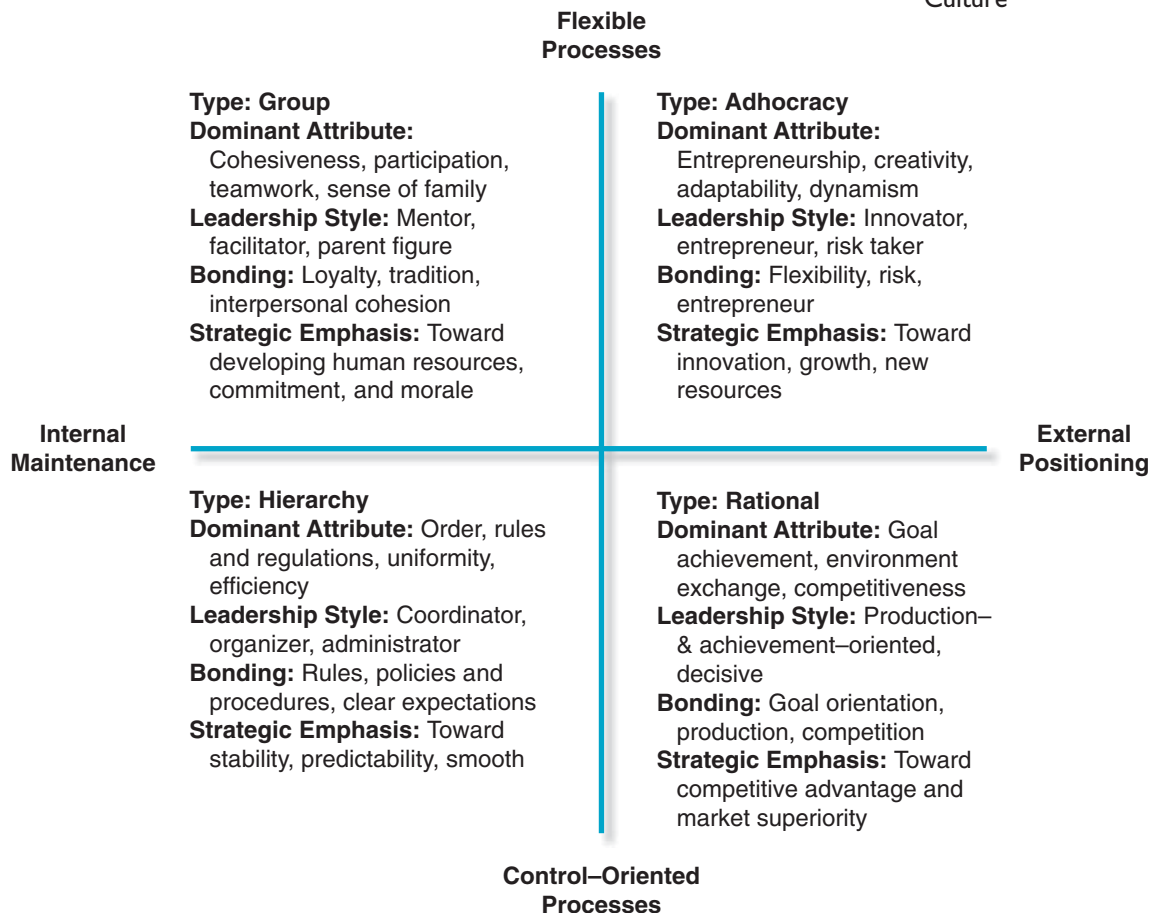 Culture
Flexible
Processes
Type: Group
Dominant Attribute:
Cohesiveness, participation,
teamwork, sense of family
Leadership Style: Mentor,
facilitator, parent figure
Bonding: Loyalty, tradition,
interpersonal cohesion
Strategic Emphasis: Toward
developing human resources,
commitment, and morale
Type: Adhocracy
Dominant Attribute:
Entrepreneurship, creativity,
adaptability, dynamism
Leadership Style: Innovator,
entrepreneur, risk taker
Bonding: Flexibility, risk,
entrepreneur
Strategic Emphasis: Toward
innovation, growth, new
resources
Internal
Maintenance
External
Positioning
Type: Hierarchy
Dominant Attribute: Order, rules
and regulations, uniformity,
efficiency
Leadership Style: Coordinator,
organizer, administrator
Bonding: Rules, policies and
procedures, clear expectations
Strategic Emphasis: Toward
stability, predictability, smooth
Type: Rational
Dominant Attribute: Goal
achievement, environment
exchange, competitiveness
Leadership Style: Production–
& achievement–oriented,
decisive
Bonding: Goal orientation,
production, competition
Strategic Emphasis: Toward
competitive advantage and
market superiority
Control–Oriented
Processes